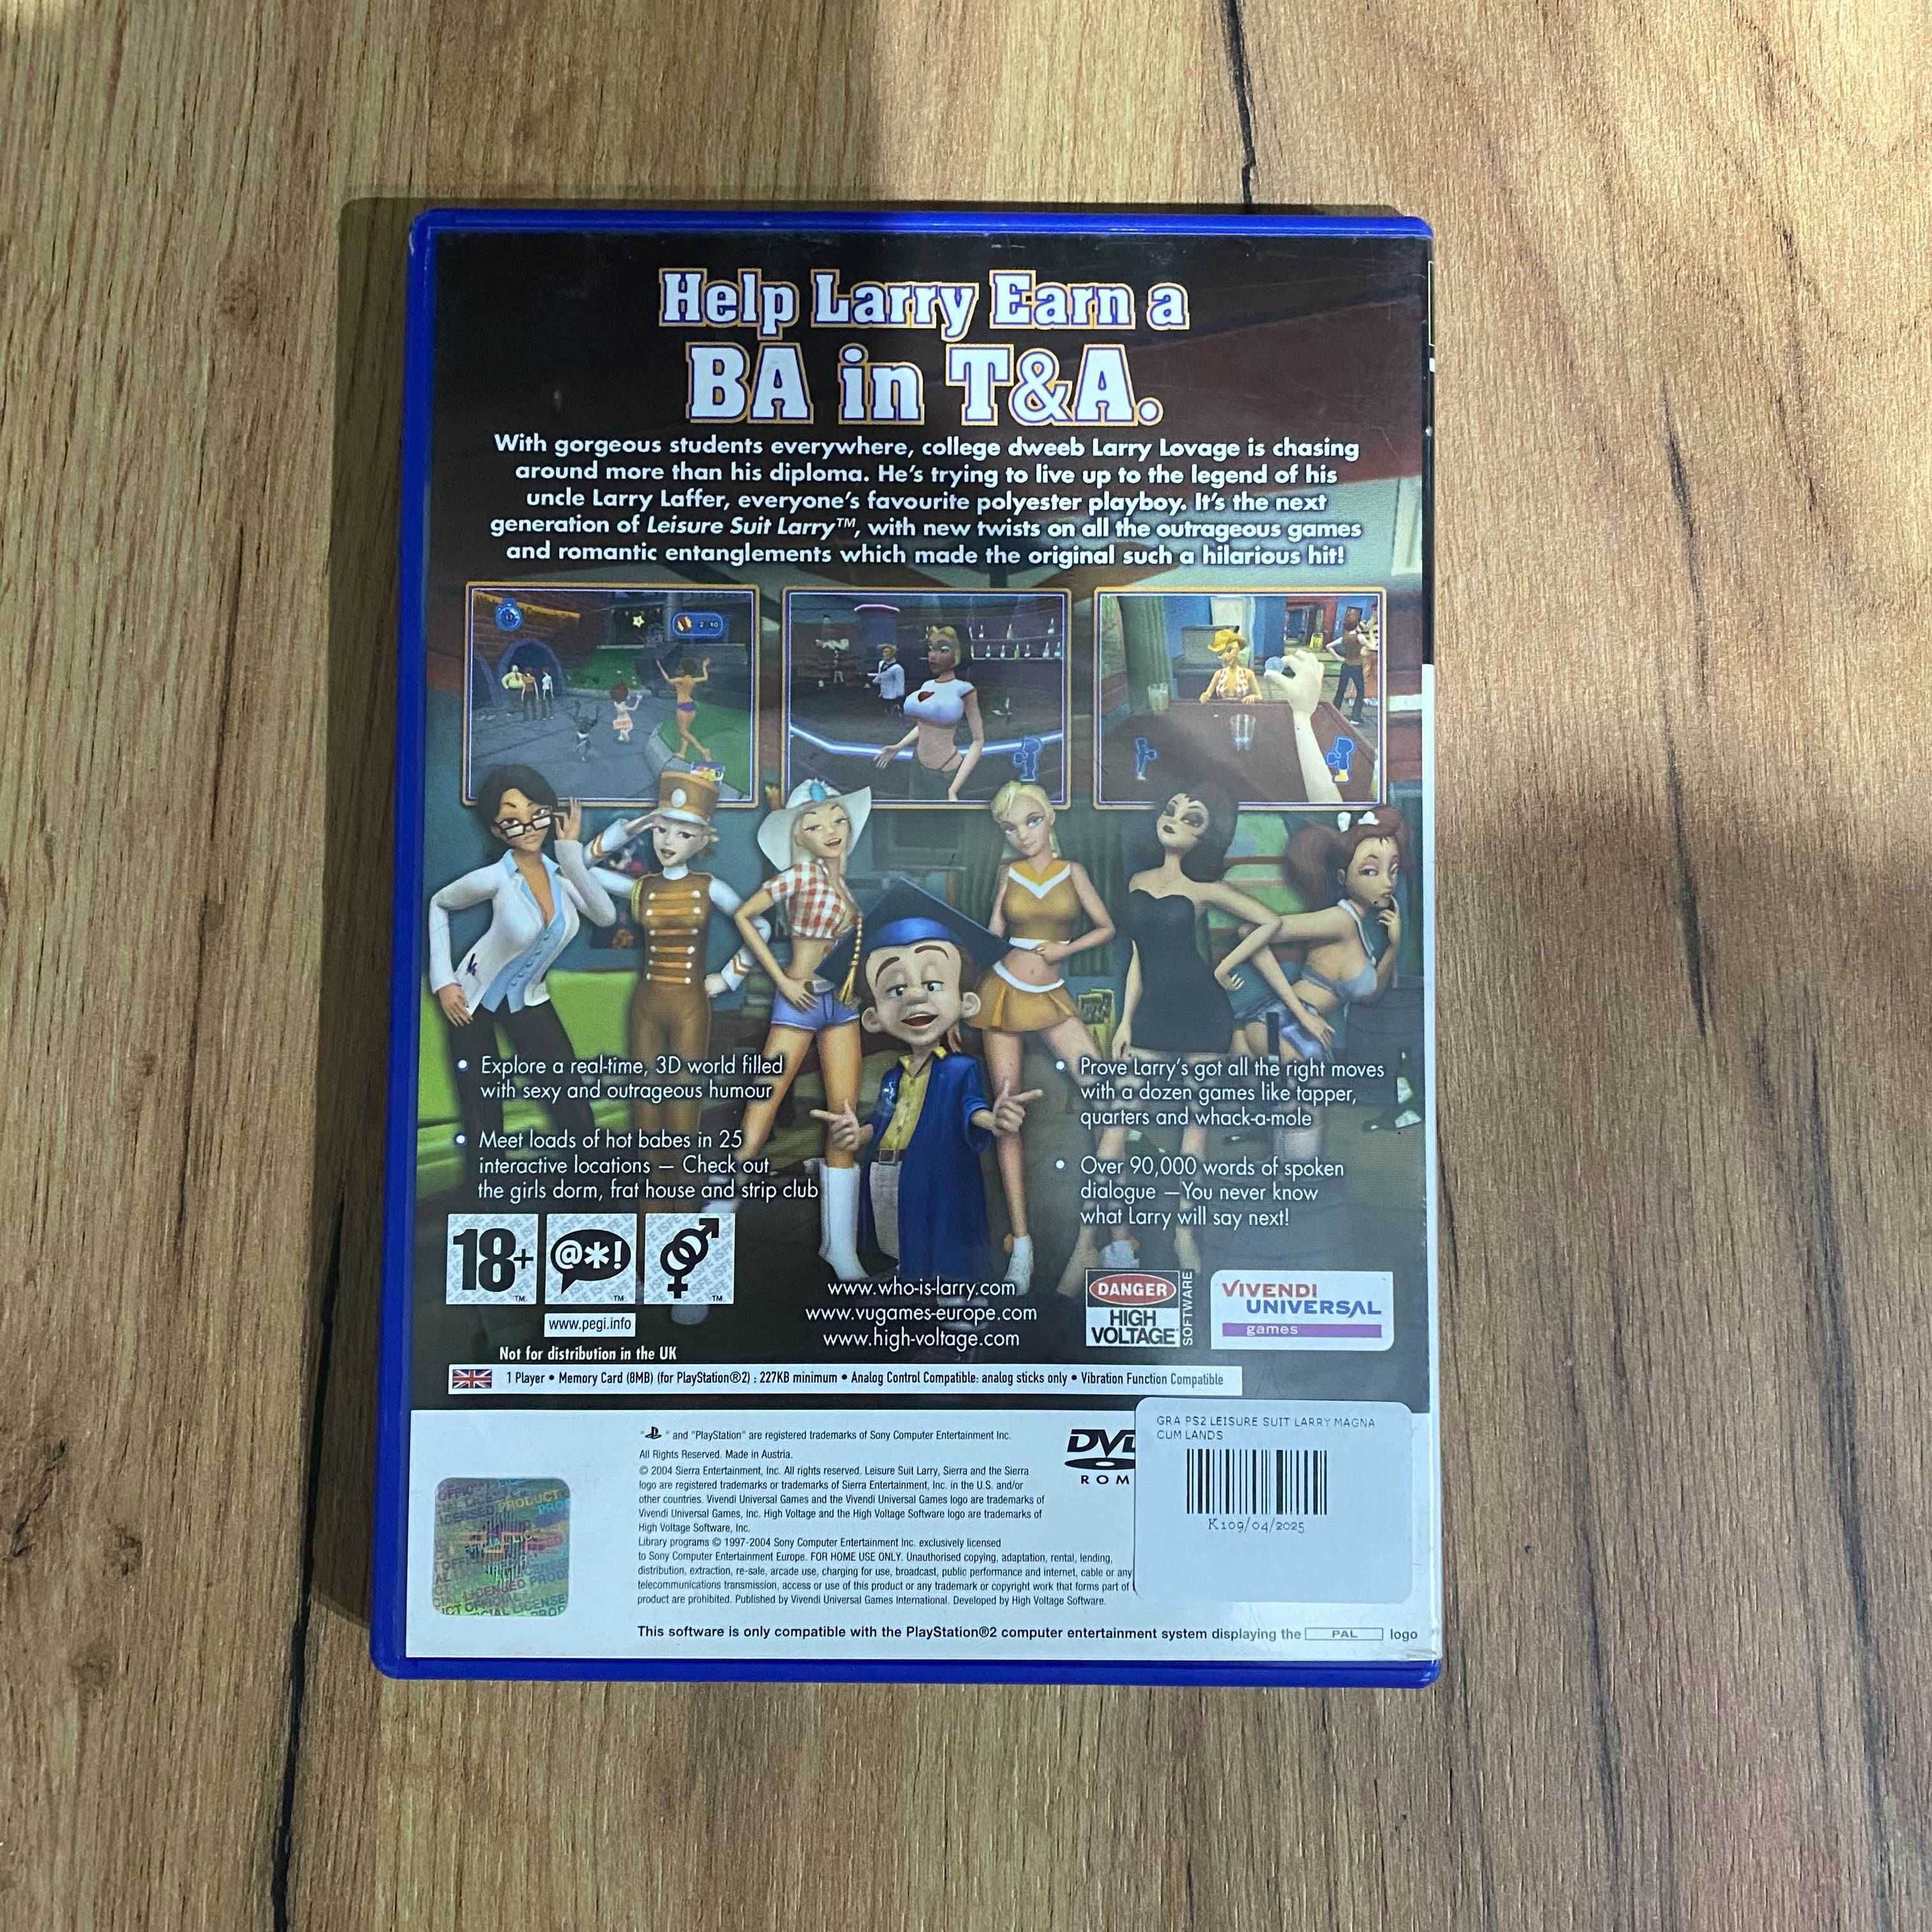 Help Larry Earn a
BA in T&A.
With gorgeous students everywhere, college dweeb Larry Lovage is chasing
around more than his diploma. He's trying to live up to the legend of his
uncle Larry Laffer, everyone's favourite polyester playboy. It's the next
generation of Leisure Suit Larry™, with new twists on all the outrageous games
and romantic entanglements which made the original such a hilarious hit!
• Explore a real-time, 3D world filled
with sexy and outrageous humour
• Meet loads of hot babes in 25
interactive locations – Check out
the girls dorm, frat house and strip club
• Prove Larry's got all the right moves
with a dozen games like tapper,
quarters and whack-a-mole
• Over 90,000 words of spoken
dialogue –You never know
what Larry will say next!
18+ TM
@*! TM
TM
www.pegi.info
Not for distribution in the UK
www.who-is-larry.com
www.vugames-europe.com
www.high-voltage.com
DANGER
HIGH
VOLTAGE
SOFTWARE
VIVENDI
UNIVERSAL
games
1 Player • Memory Card (8MB) (for PlayStation®2) : 227KB minimum • Analog Control Compatible: analog sticks only • Vibration Function Compatible
" " and "PlayStation" are registered trademarks of Sony Computer Entertainment Inc.
All Rights Reserved. Made in Austria.
© 2004 Sierra Entertainment, Inc. All rights reserved. Leisure Suit Larry, Sierra and the Sierra
logo are registered trademarks or trademarks of Sierra Entertainment, Inc. in the U.S. and/or
other countries. Vivendi Universal Games and the Vivendi Universal Games logo are trademarks of
Vivendi Universal Games, Inc. High Voltage and the High Voltage Software logo are trademarks of
High Voltage Software, Inc.
Library programs © 1997-2004 Sony Computer Entertainment Inc. exclusively licensed
to Sony Computer Entertainment Europe. FOR HOME USE ONLY. Unauthorised copying, adaptation, rental, lending,
distribution, extraction, re-sale, arcade use, charging for use, broadcast, public performance and internet, cable or any
telecommunications transmission, access or use of this product or any trademark or copyright work that forms part of
product are prohibited. Published by Vivendi Universal Games International. Developed by High Voltage Software.
ROM
GRA PS2 LEISURE SUIT LARRY MAGNA
CUM LANDS
K109/04/2025
This software is only compatible with the PlayStation®2 computer entertainment system displaying the PAL logo